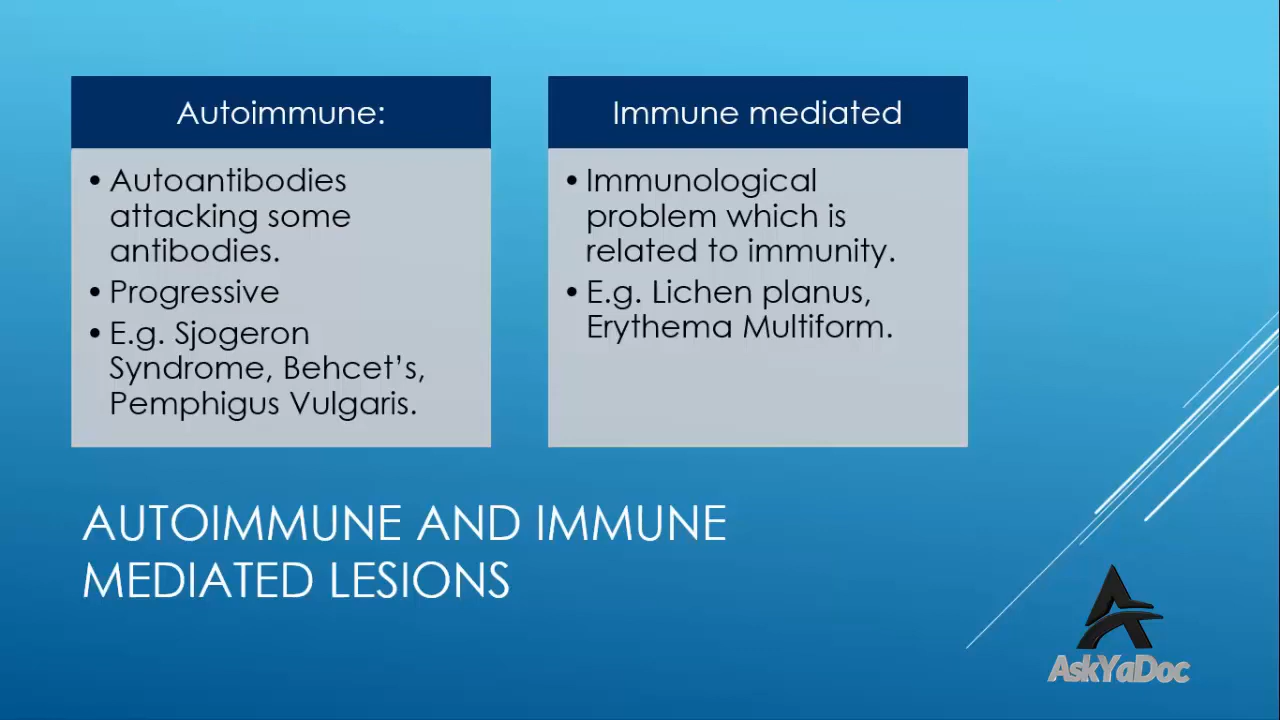 Autoimmune:
• Autoantibodies
attacking some
antibodies.
• Progressive
• E.g. Sjogeron
Syndrome, Behcet’s,
Pemphigus Vulgaris.
Immune mediated
• Immunological
problem which is
related to immunity.
• E.g. Lichen planus,
Erythema Multiform.
AUTOIMMUNE AND IMMUNE
MEDIATED LESIONS
AskYaDoc